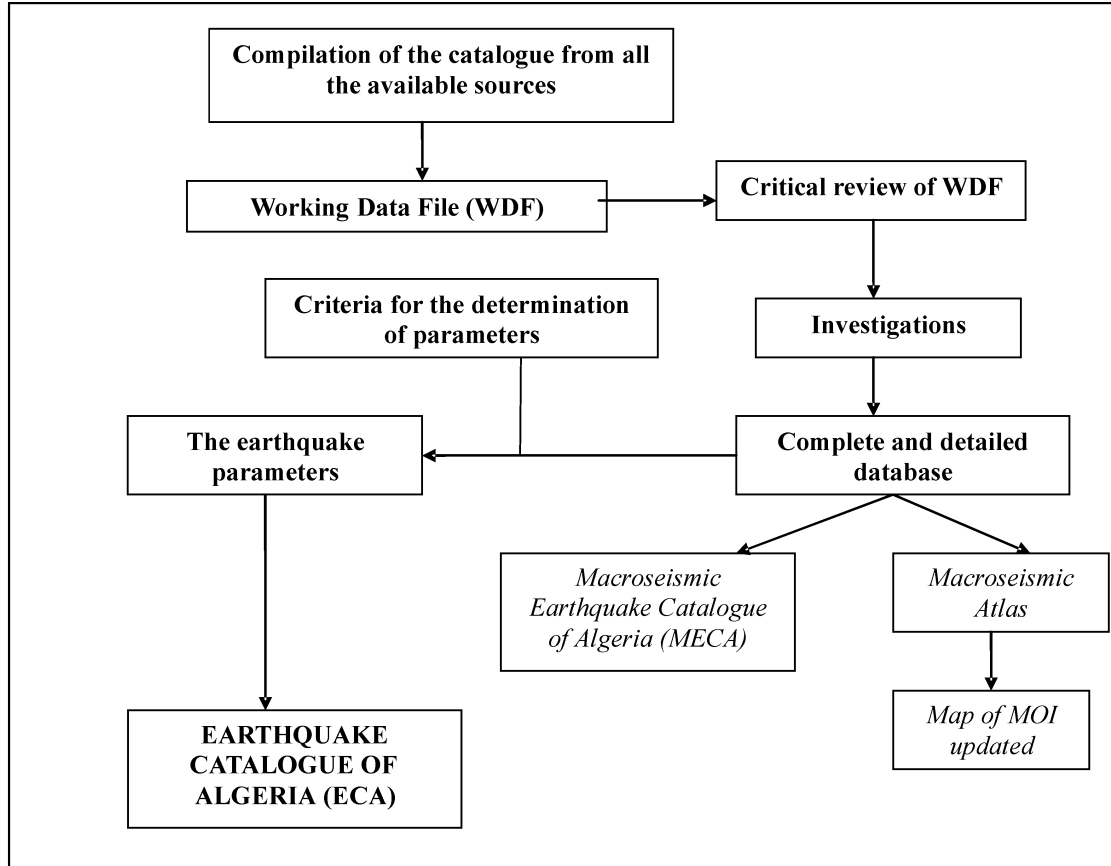 Compilation of the catalogue from all
the available sources
Working Data File (WDF)
Critical review of WDF
Criteria for the determination
of parameters
Investigations
The earthquake
parameters
Complete and detailed
database
Macroseismic
Earthquake Catalogue
of Algeria (MECA)
Macroseismic
Atlas
Map of MOI
updated
EARTHQUAKE
CATALOGUE OF
ALGERIA (ECA)